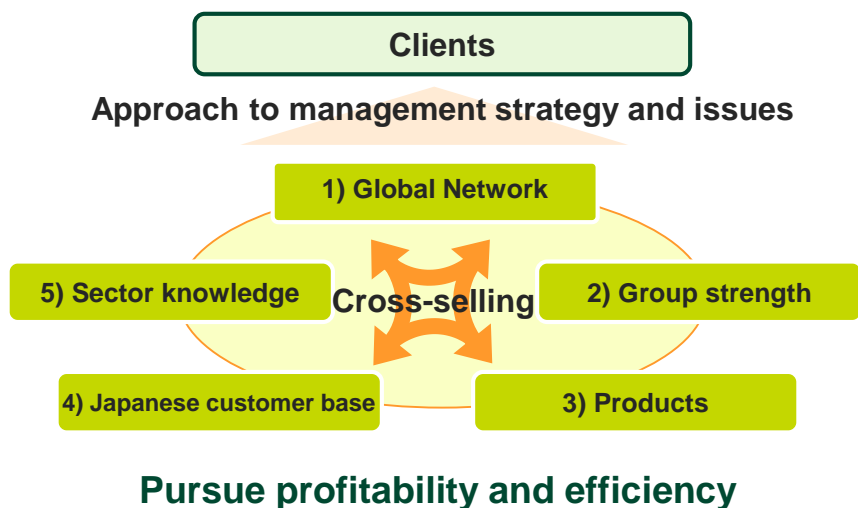 Clients
Approach to management strategy and issues
1) Global Network
5) Sector knowledge
Cross-selling
2) Group strength
4) Japanese customer base
3) Products
Pursue profitability and efficiency